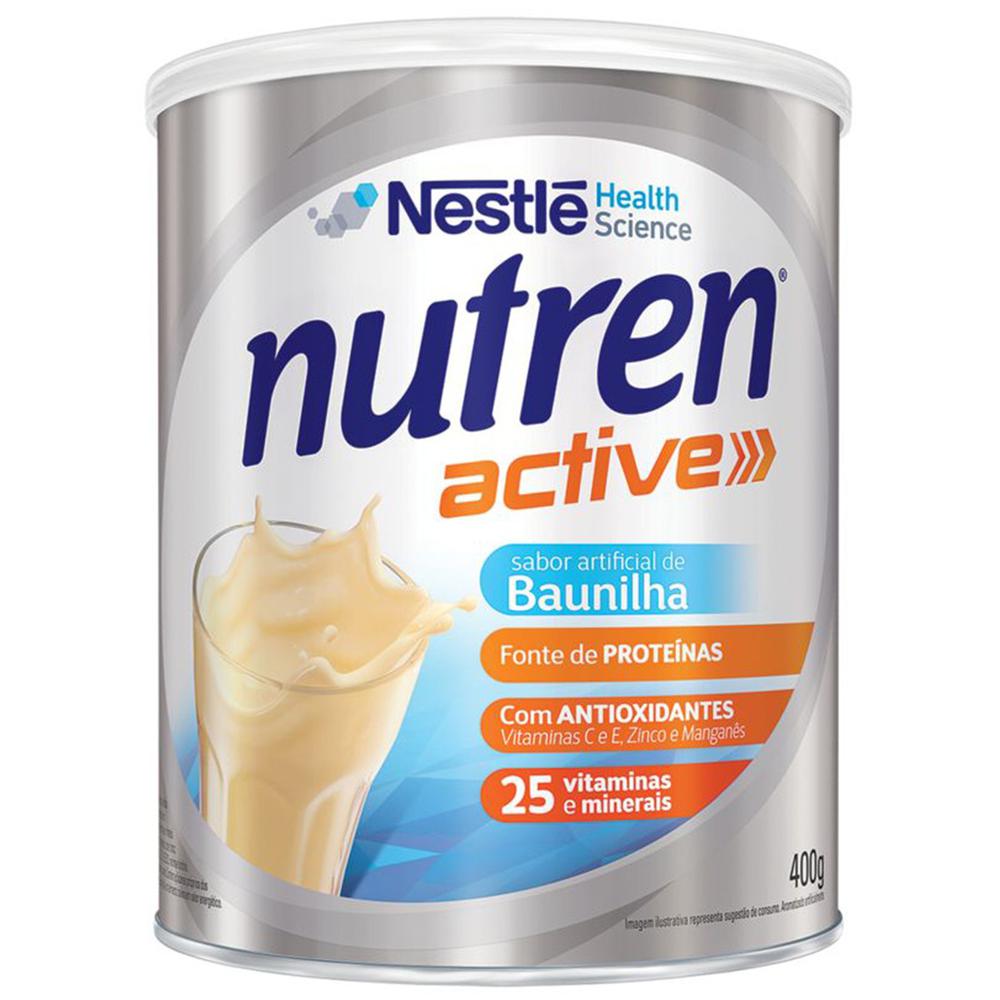 Nestlé Health
Science
nutren®
active
sabor artificial de
Baunilha
Fonte de PROTEÍNAS
Com ANTIOXIDANTES
Vitaminas C e E, Zinco e Manganês
25 vitaminas
e minerais
400g
Imagem ilustrativa representa sugestão de consumo. Aromatizado artificialmente